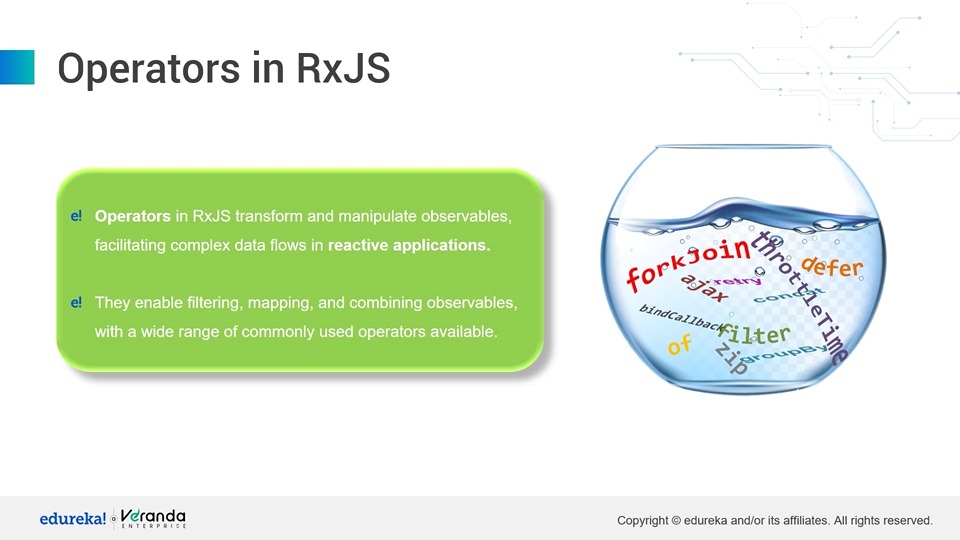 Operators in RxJS
e! Operators in RxJS transform and manipulate observables,
facilitating complex data flows in reactive applications.
e! They enable filtering, mapping, and combining observables,
with a wide range of commonly used operators available.
forkJoin
throttleTime
defer
ajax
retry
concat
bindCallback
filter
of
zip
groupBy
edureka! Veranda
ENTERPRISE
Copyright © edureka and/or its affiliates. All rights reserved.